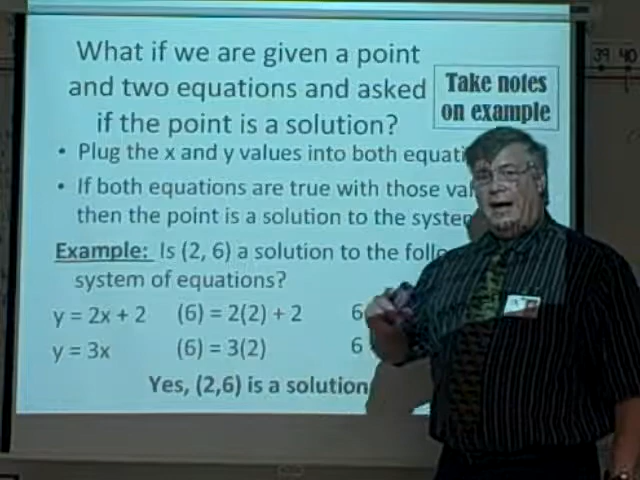 What if we are given a point
and two equations and asked
if the point is a solution?
Take notes
on example
• Plug the x and y values into both
• If both equations are true with those
then the point is a solution to the
Example: Is (2, 6) a solution to the
system of equations?
y = 2x + 2 (6) = 2(2) + 2 6
y = 3x (6) = 3(2) 6
Yes, (2,6) is a solution
39 40